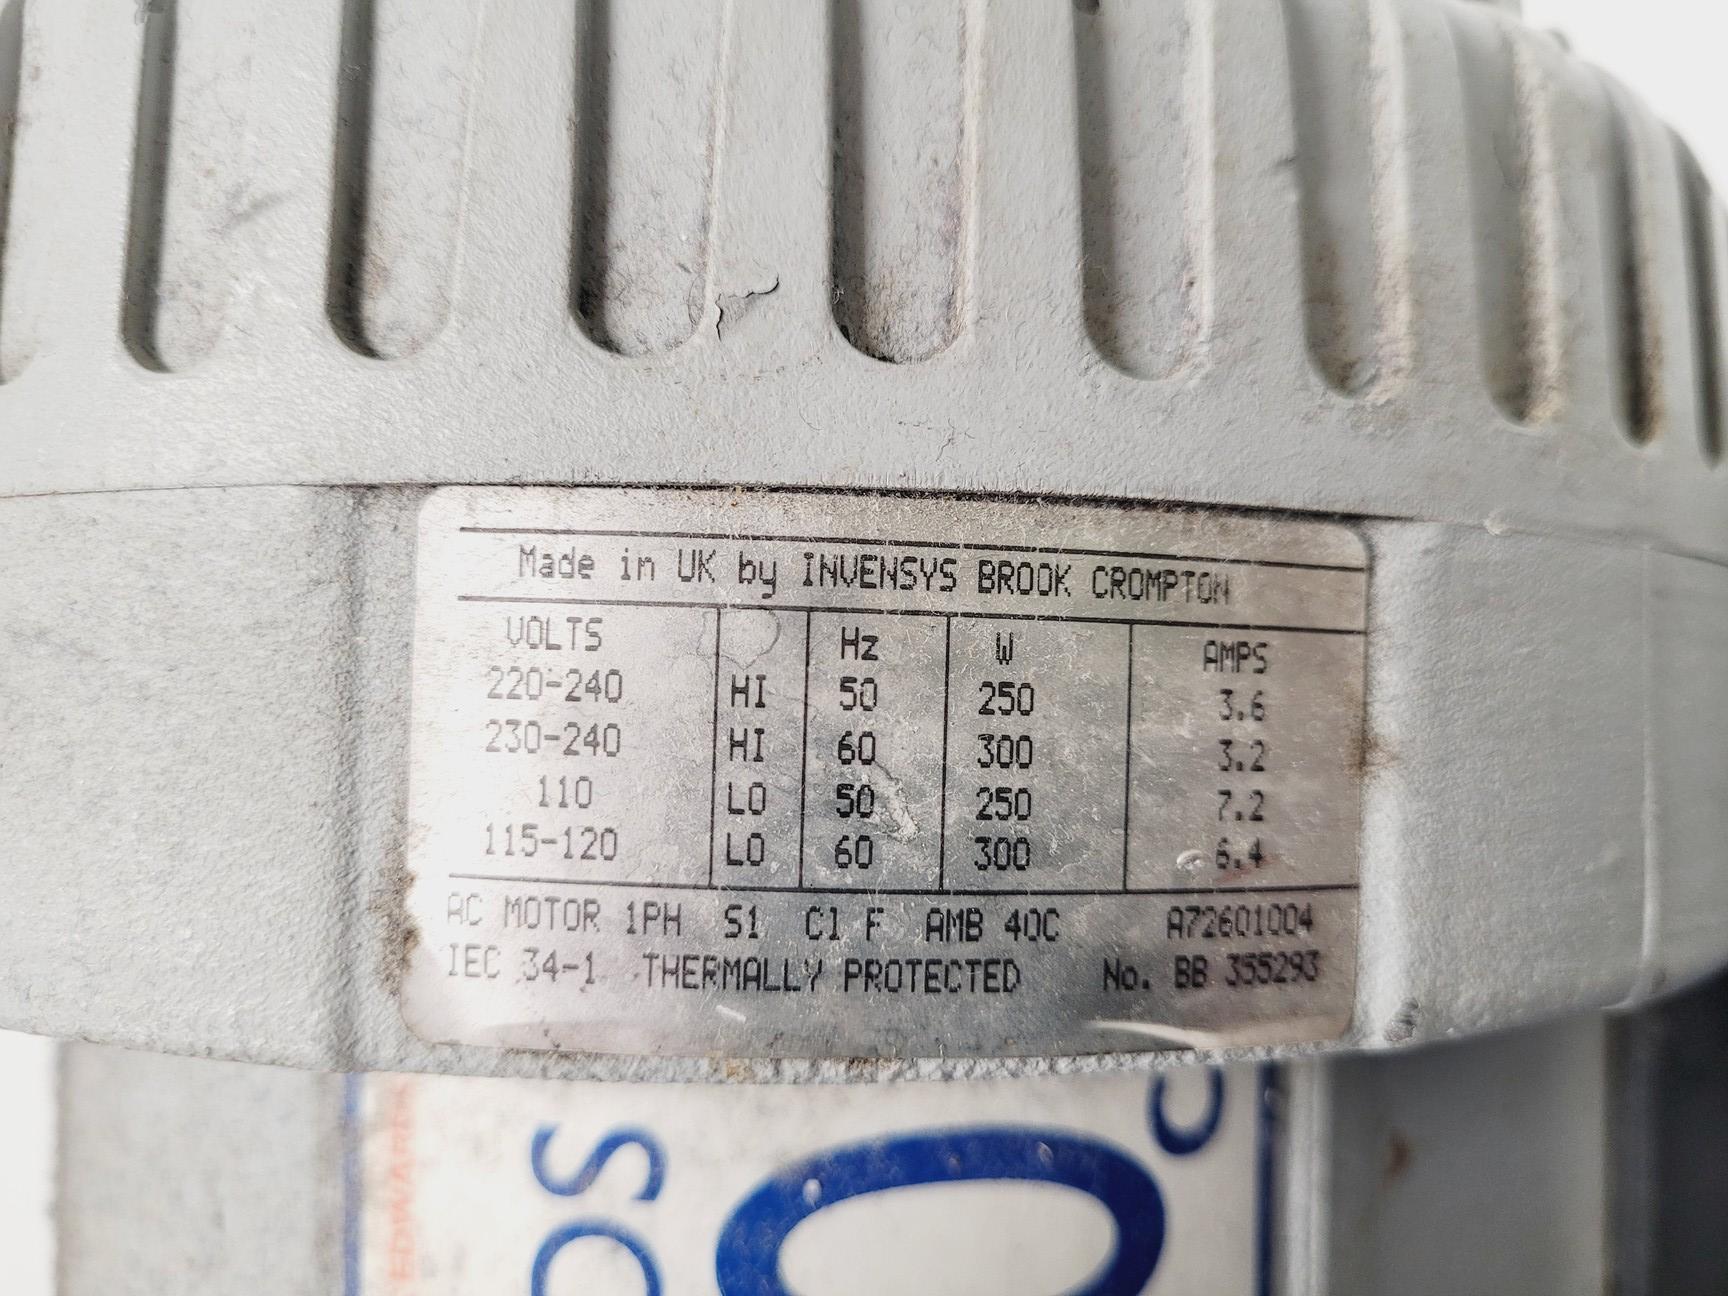 Made in UK by INVENSYS BROOK CROMPTON
VOLTS Hz W AMPS
220-240 HI 50 250 3.6
230-240 HI 60 300 3.2
110 LO 50 250 7.2
115-120 LO 60 300 6.4
AC MOTOR 1PH S1 Cl F AMB 40C A72601004
IEC 34-1 THERMALLY PROTECTED No. BB 355293
EDWARDS